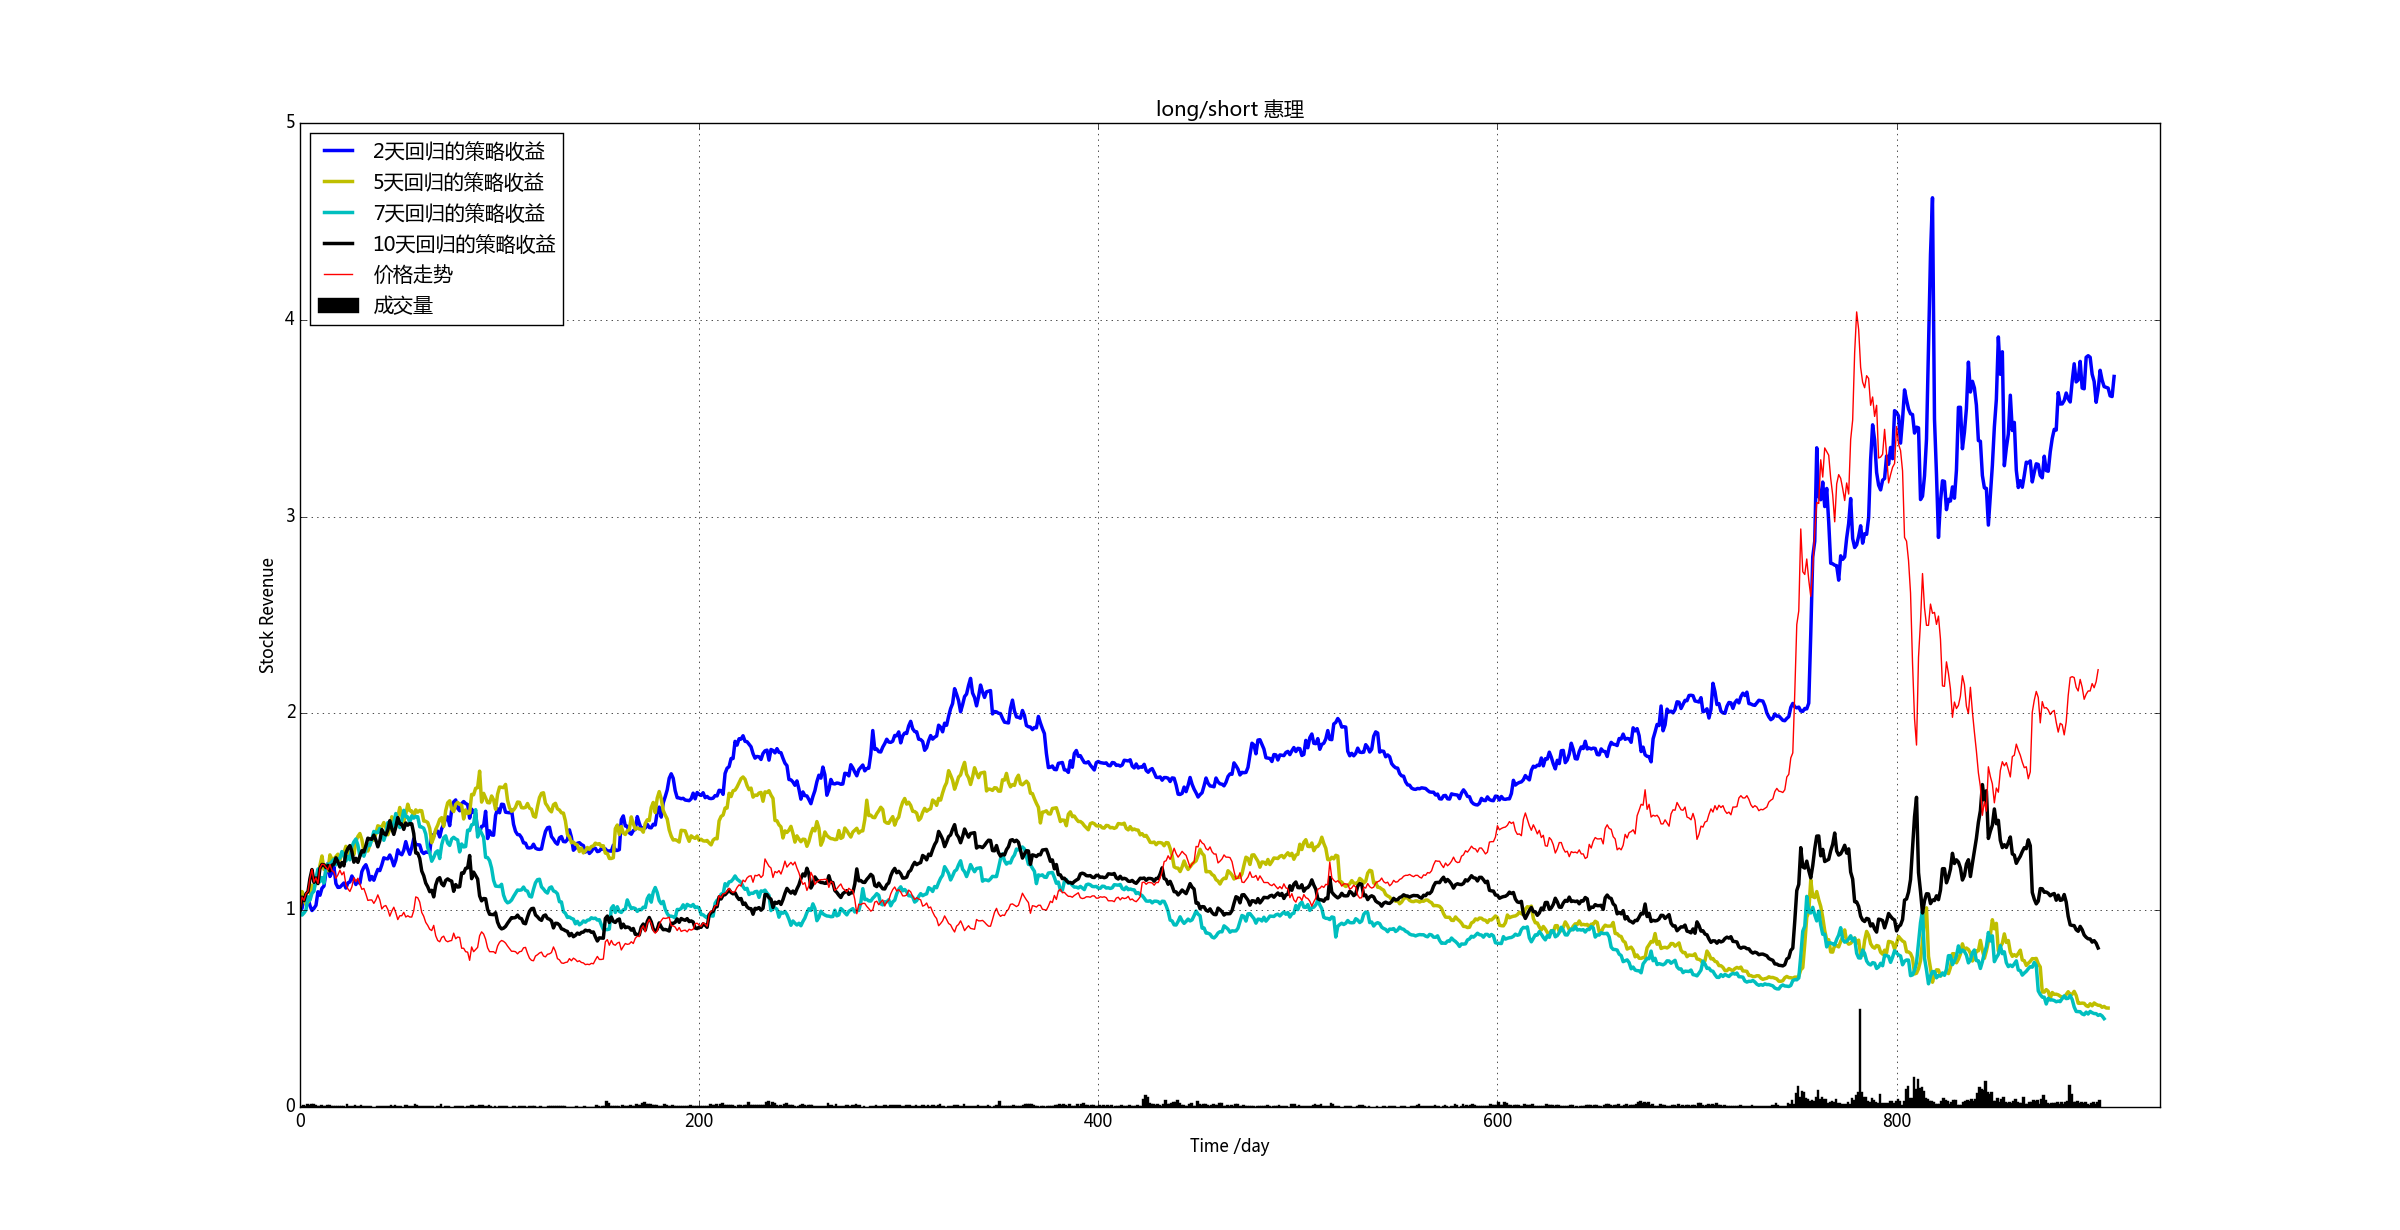 long/short 惠理
2天回归的策略收益
5天回归的策略收益
7天回归的策略收益
10天回归的策略收益
价格走势
成交量
5
4
3
2
1
0
Stock Revenue
0 200 400 600 800
Time /day